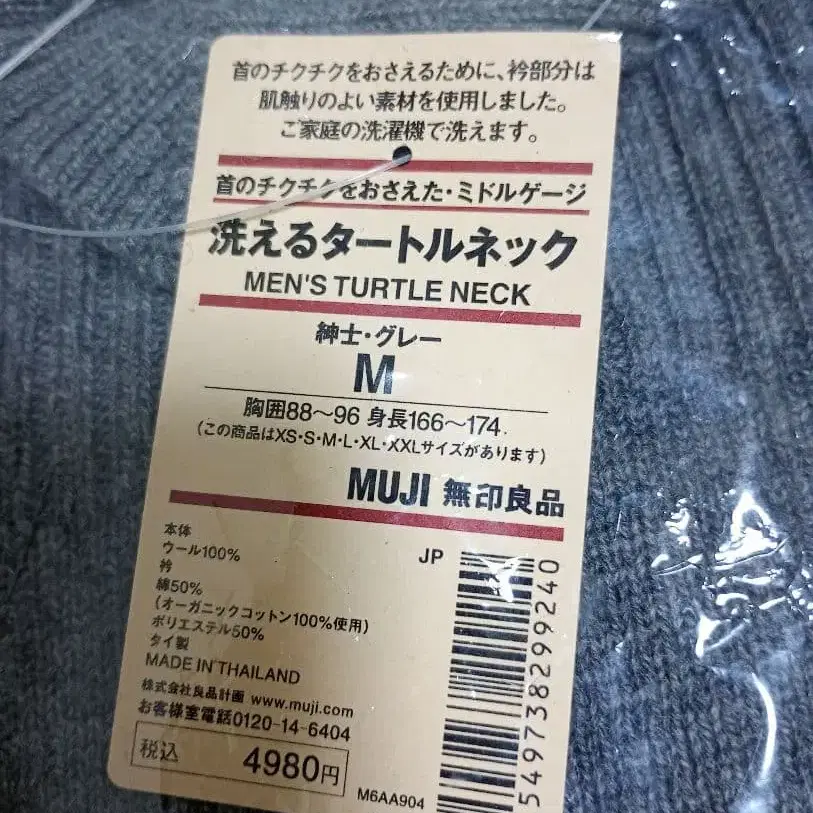 首のチクチクをおさえるために、衿部分は
肌触りのよい素材を使用しました。
ご家庭の洗濯機で洗えます。
首のチクチクをおさえた・ミドルゲージ
洗えるタートルネック
MEN'S TURTLE NECK
紳士・グレー
M
胸囲88～96 身長166～174
(この商品はXS・S・M・L・XL・XXLサイズがあります)
MUJI 無印良品
本体
ウール100%
衿
綿50%
(オーガニックコットン100%使用)
ポリエステル50%
タイ製
MADE IN THAILAND
株式会社良品計画 www.muji.com
お客様室電話0120-14-6404
税込 4980円
M6AA904
JP
549738299240